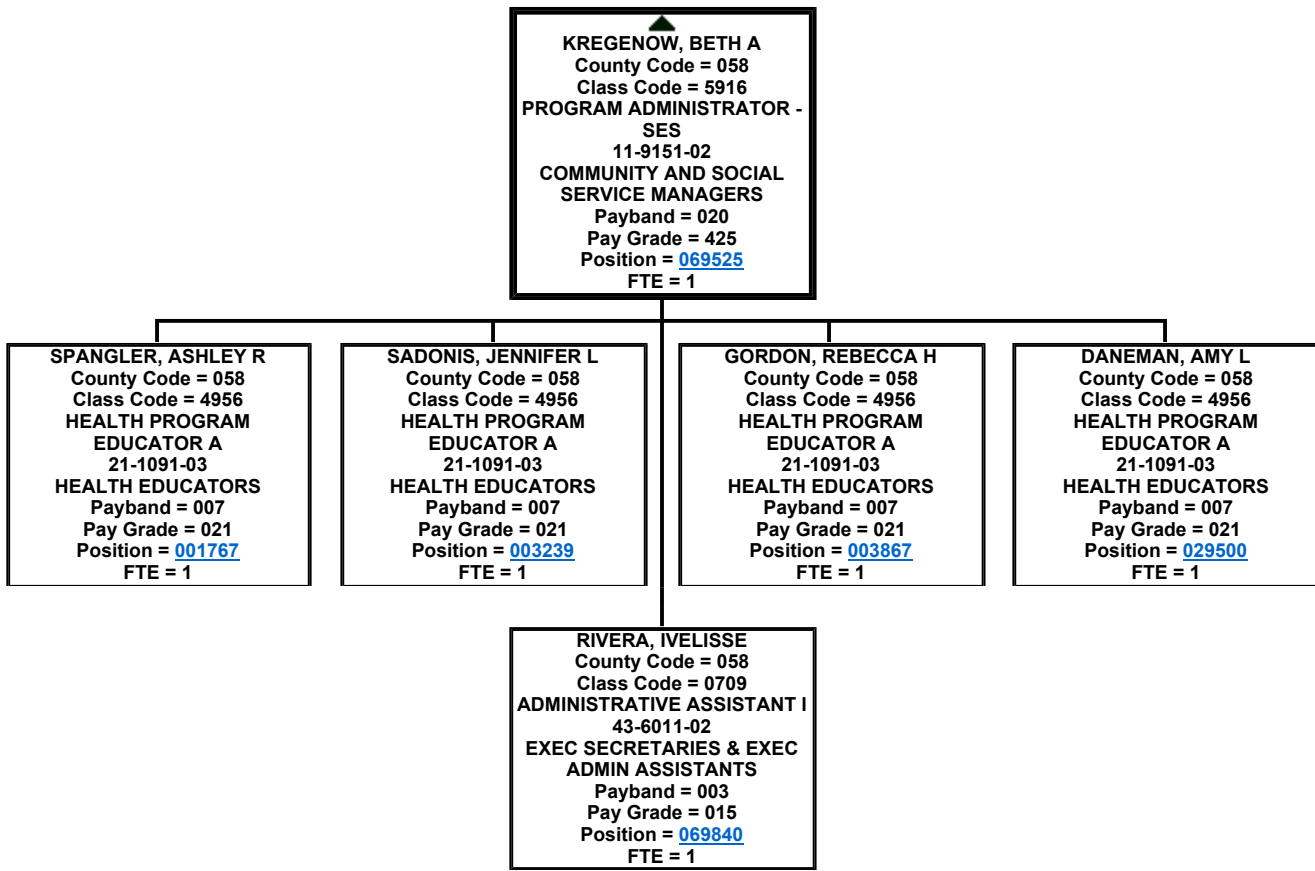 KREGENOW, BETH A
County Code = 058
Class Code = 5916
PROGRAM ADMINISTRATOR -
SES
11-9151-02
COMMUNITY AND SOCIAL
SERVICE MANAGERS
Payband = 020
Pay Grade = 425
Position = 069525
FTE = 1
SPANGLER, ASHLEY R
County Code = 058
Class Code = 4956
HEALTH PROGRAM
EDUCATOR A
21-1091-03
HEALTH EDUCATORS
Payband = 007
Pay Grade = 021
Position = 001767
FTE = 1
SADONIS, JENNIFER L
County Code = 058
Class Code = 4956
HEALTH PROGRAM
EDUCATOR A
21-1091-03
HEALTH EDUCATORS
Payband = 007
Pay Grade = 021
Position = 003239
FTE = 1
GORDON, REBECCA H
County Code = 058
Class Code = 4956
HEALTH PROGRAM
EDUCATOR A
21-1091-03
HEALTH EDUCATORS
Payband = 007
Pay Grade = 021
Position = 003867
FTE = 1
DANEMAN, AMY L
County Code = 058
Class Code = 4956
HEALTH PROGRAM
EDUCATOR A
21-1091-03
HEALTH EDUCATORS
Payband = 007
Pay Grade = 021
Position = 029500
FTE = 1
RIVERA, IVELISSE
County Code = 058
Class Code = 0709
ADMINISTRATIVE ASSISTANT I
43-6011-02
EXEC SECRETARIES & EXEC
ADMIN ASSISTANTS
Payband = 003
Pay Grade = 015
Position = 069840
FTE = 1